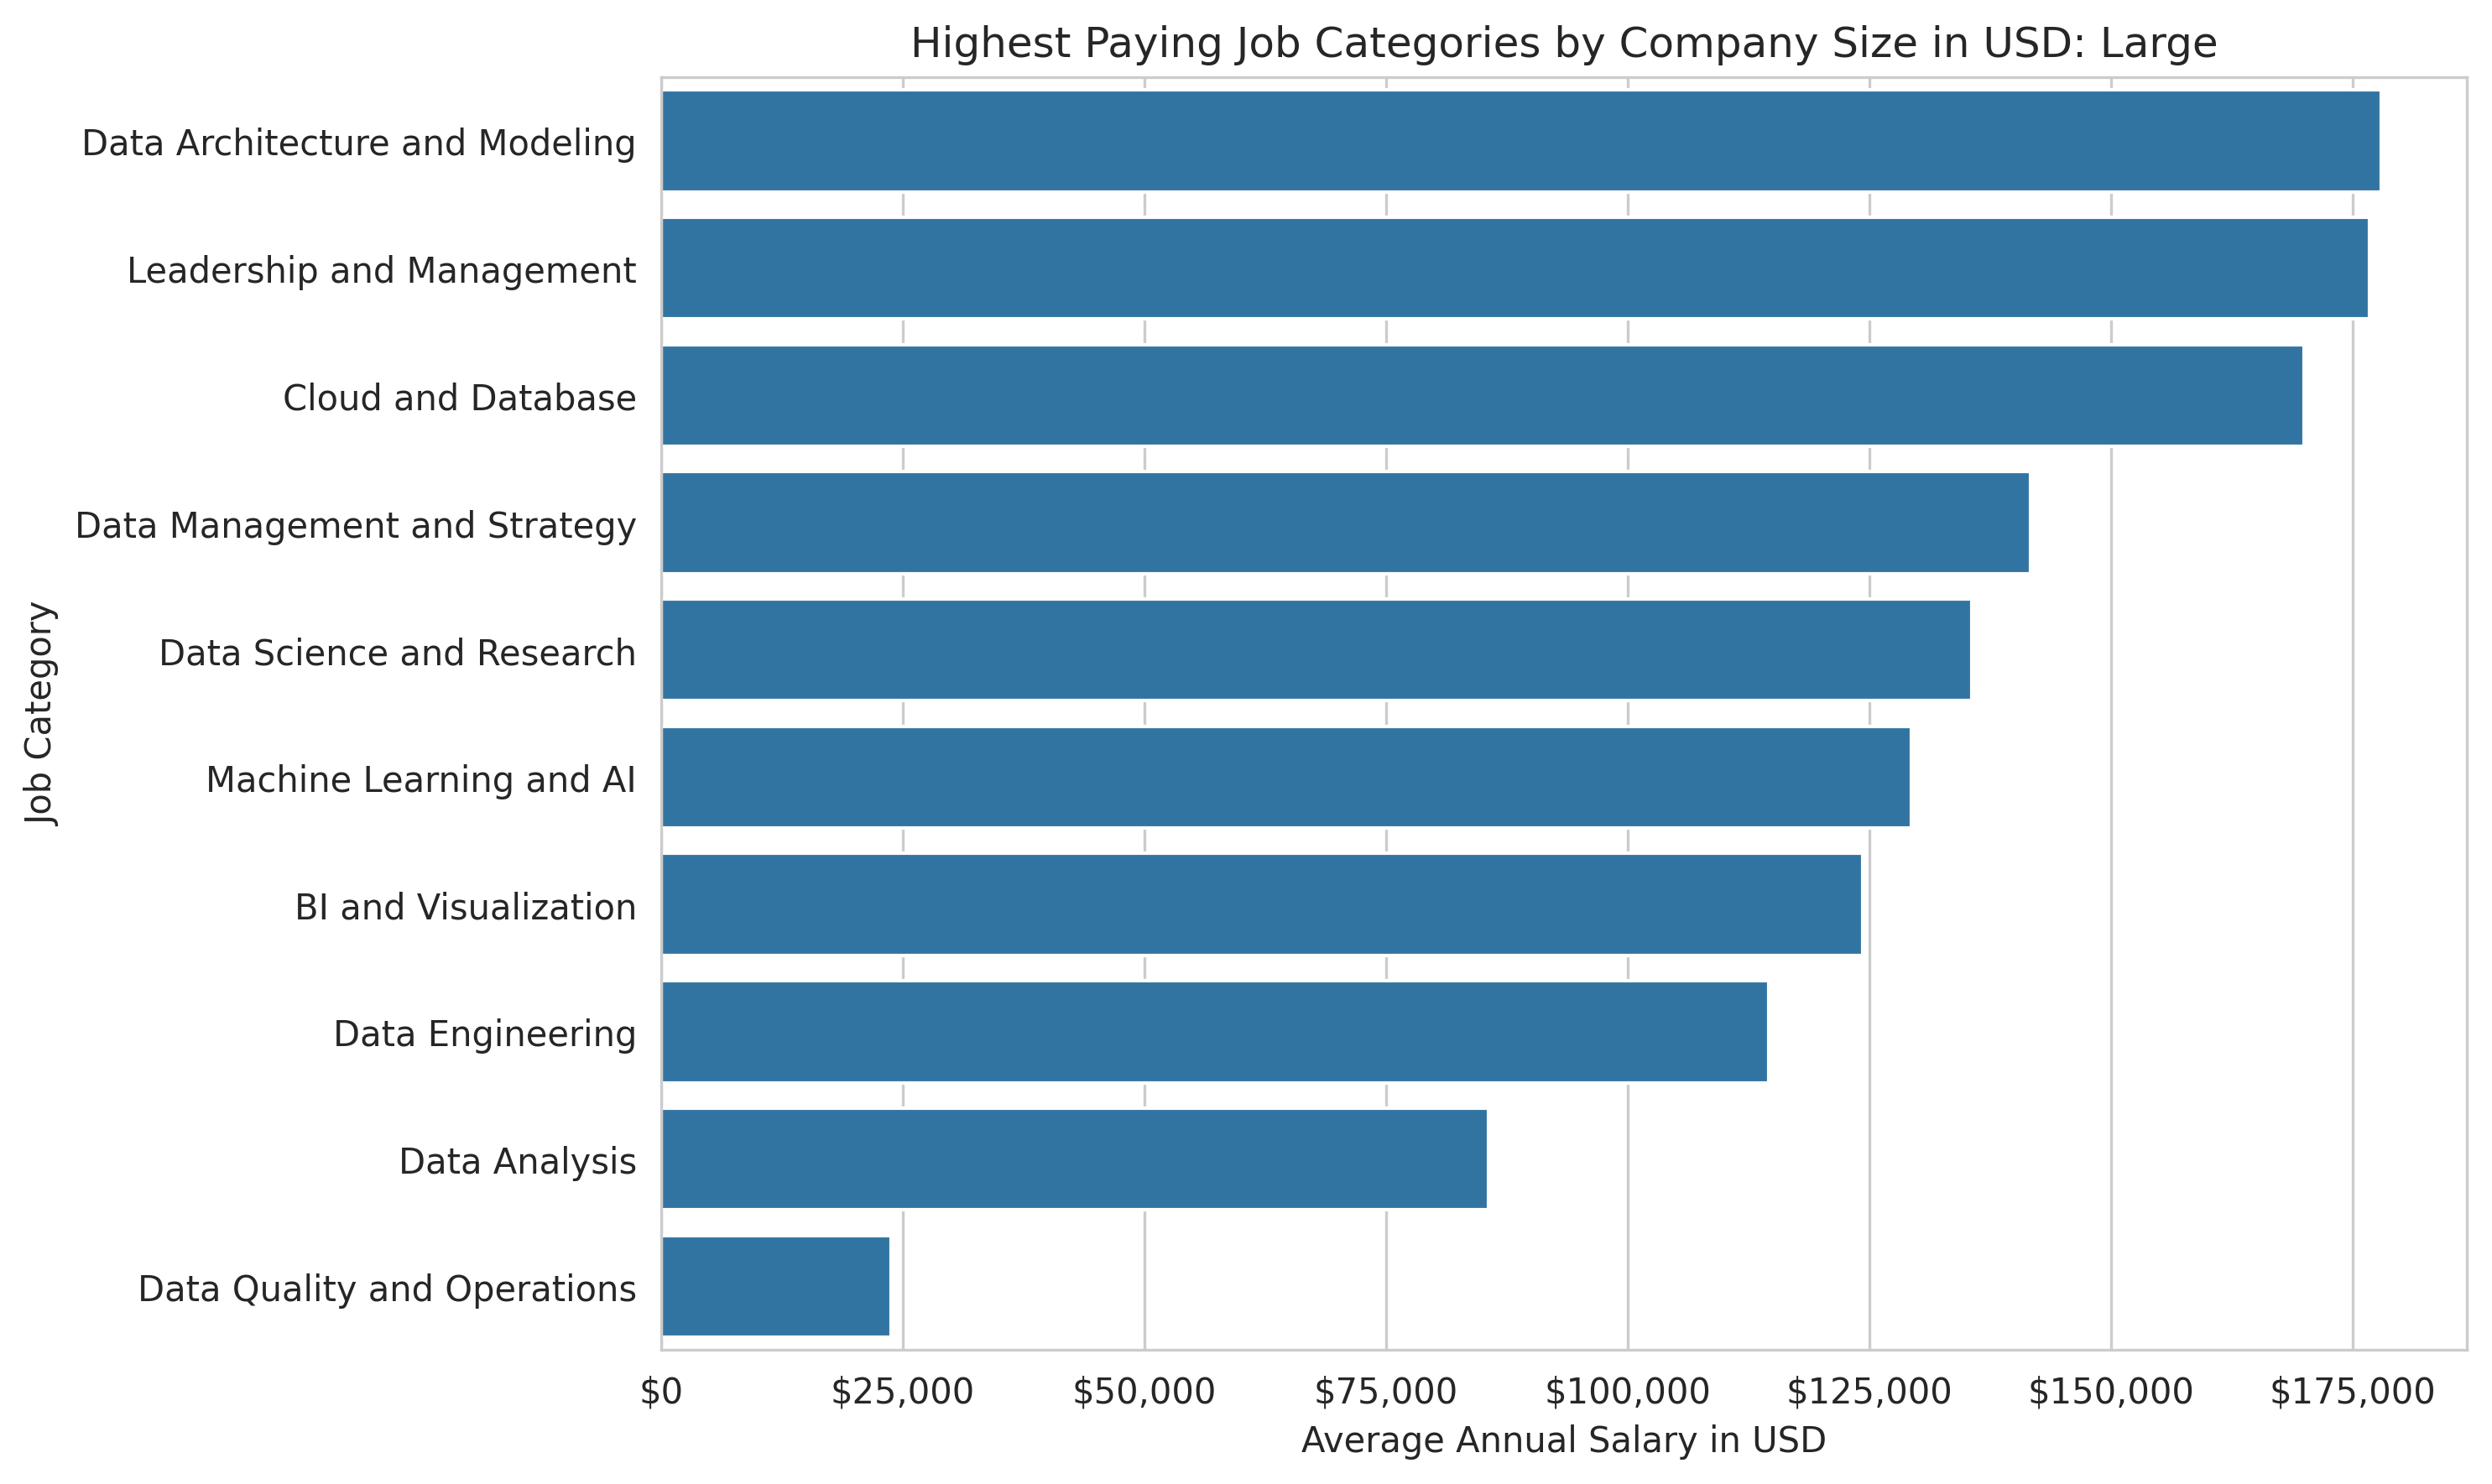 Highest Paying Job Categories by Company Size in USD: Large
Data Architecture and Modeling
Leadership and Management
Cloud and Database
Data Management and Strategy
Data Science and Research
Machine Learning and AI
BI and Visualization
Data Engineering
Data Analysis
Data Quality and Operations
Job Category
$0 $25,000 $50,000 $75,000 $100,000 $125,000 $150,000 $175,000
Average Annual Salary in USD